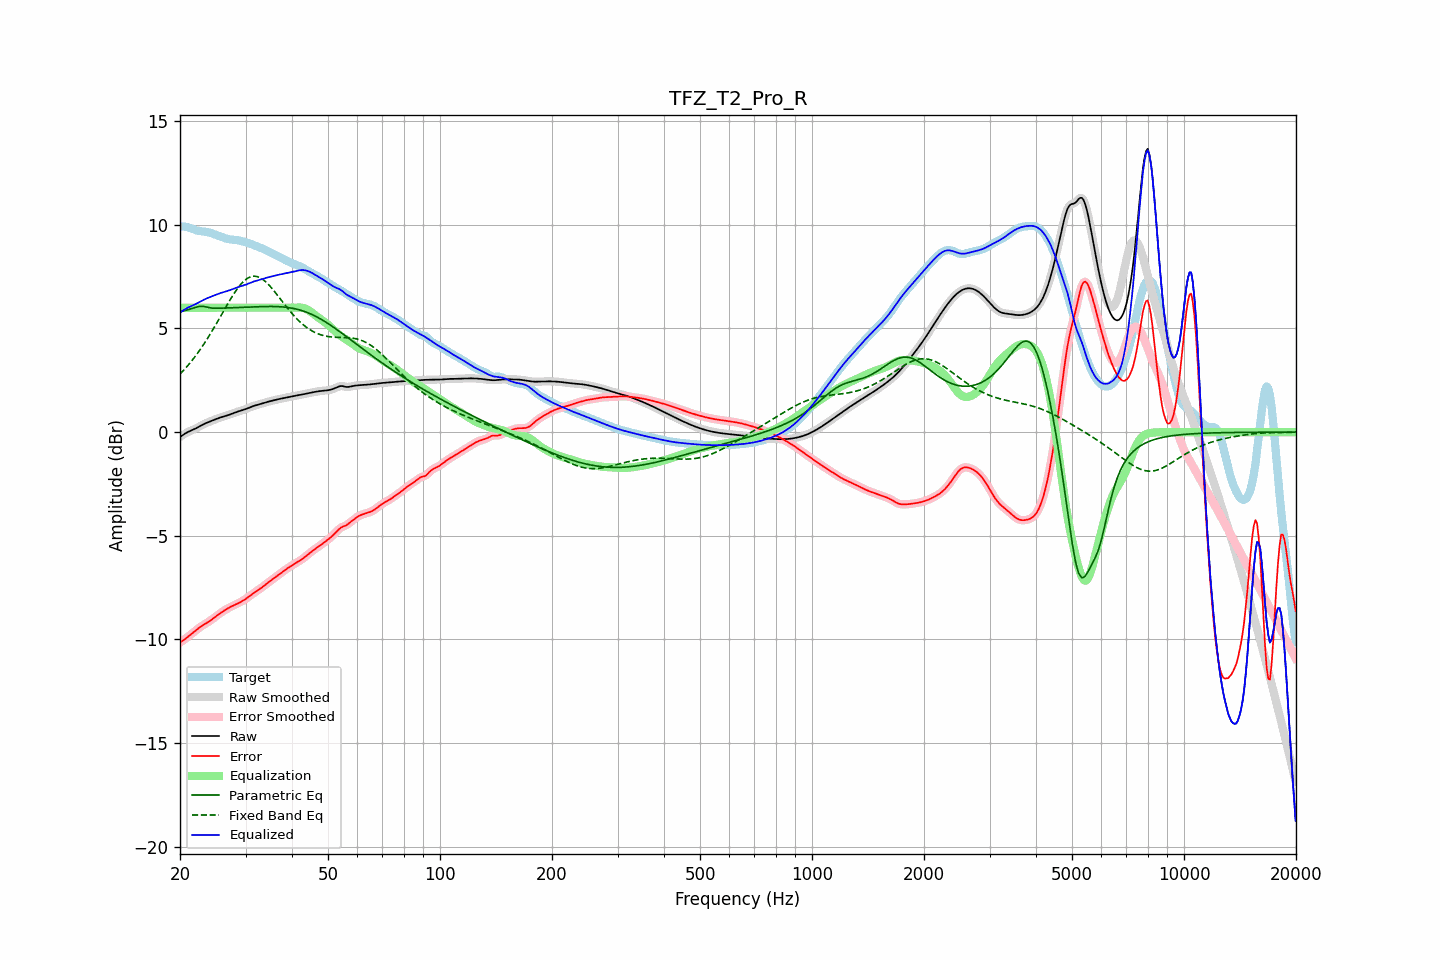 TFZ_T2_Pro_R
15
10
5
0
−5
−10
−15
−20
Amplitude (dBr)
Target
Raw Smoothed
Error Smoothed
Raw
Error
Equalization
Parametric Eq
Fixed Band Eq
Equalized
20 50 100 200 500 1000 2000 5000 10000 20000
Frequency (Hz)